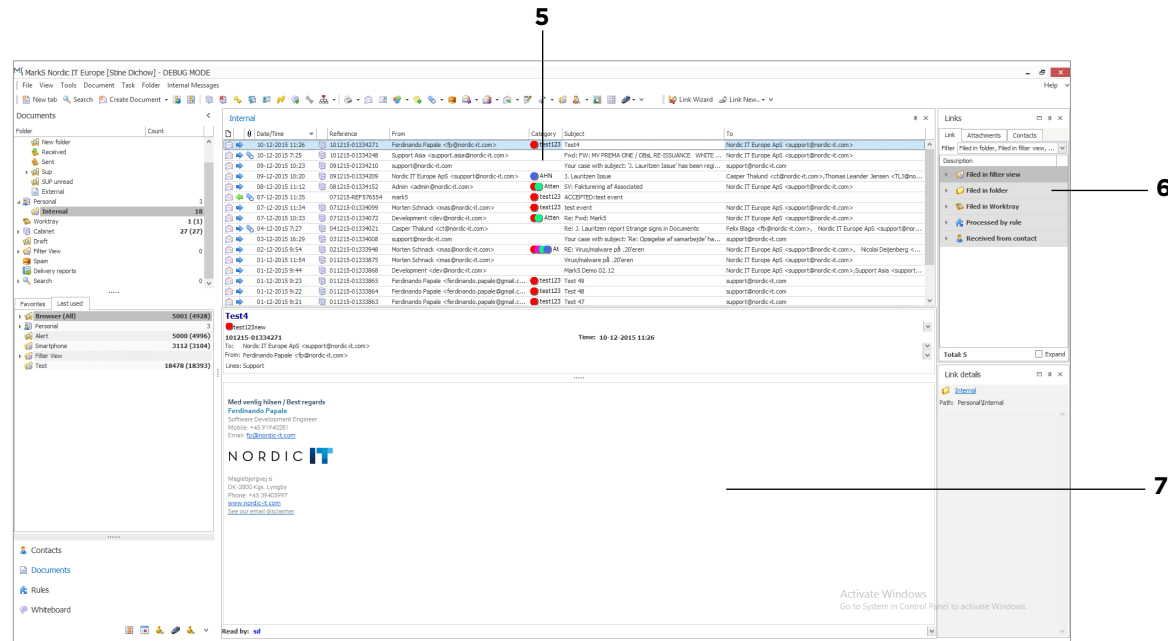 5
Mark5 Nordic IT Europe [Stine Dichow] - DEBUG MODE
File View Tools Document Task Folder Internal Messages Help
New tab Search Create Document Link Wizard Link New..
Documents
Folder Count
New folder
Received
Sent
Sup
SUP unread
External
Personal 3
Internal 18
Worktray 1 (1)
Cabinet 27 (27)
Draft
Filter View 0
Spam
Delivery reports
Search 0
Favorites Last used
Browser (All) 5001 (4928)
Personal 3
Alert 5000 (4996)
Smartphone 3112 (3104)
Filter View
Test 18478 (18393)
Contacts
Documents
Rules
Whiteboard
Internal
Date/Time Reference From Category Subject To
10-12-2015 11:26 101215-01334271 Ferdinando Papale <fp@nordic-it.com> test123 Test4 Nordic IT Europe ApS <support@nordic-it.com>
10-12-2015 7:25 101215-01334248 Support Asia <support.asia@nordic-it.com> Fwd: FW: MV PREMA ONE / OBsL RE-ISSUANCE WHITE ... Nordic IT Europe ApS <support@nordic-it.com>
09-12-2015 10:23 091215-01334210 support@nordic-it.com Your case with subject: 'J. Lauritzen Issue' has been regi... support@nordic-it.com
09-12-2015 10:20 091215-01334209 Nordic IT Europe ApS <support@nordic-it.com> AHN J. Lauritzen Issue Casper Thalund <ct@nordic-it.com>,Thomas Leander Jensen <TLJ@no...
08-12-2015 11:12 081215-01334152 Admin <admin@nordic-it.com> Atten SV: Fakturering af Associated Nordic IT Europe ApS <support@nordic-it.com>
07-12-2015 11:35 071215-REF576554 mark5 test123 ACCEPTED:test event
07-12-2015 11:34 071215-01334099 Morten Schnack <mas@nordic-it.com> test123 test event Nordic IT Europe ApS <support@nordic-it.com>
07-12-2015 10:33 071215-01334072 Development <dev@nordic-it.com> Atten Re: Fwd: Mark5 Nordic IT Europe ApS <support@nordic-it.com>
04-12-2015 7:27 041215-01334021 Casper Thalund <ct@nordic-it.com> Re: J. Lauritzen report Strange signs in Documents Felix Blaga <fb@nordic-it.com>, Nordic IT Europe ApS <support@nor...
03-12-2015 16:29 031215-01334008 support@nordic-it.com Your case with subject: 'Re: Opsigelse af samarbejde' ha... support@nordic-it.com
02-12-2015 9:54 021215-01333948 Morten Schnack <mas@nordic-it.com> At RE: Virus/malware på .20'eren Nordic IT Europe ApS <support@nordic-it.com>, Nicolai Deijenberg <...
01-12-2015 11:54 011215-01333875 Morten Schnack <mas@nordic-it.com> Virus/malware på .20'eren Nordic IT Europe ApS <support@nordic-it.com>
01-12-2015 9:44 011215-01333868 Development <dev@nordic-it.com> Mark5 Demo 02.12 Nordic IT Europe ApS <support@nordic-it.com>,Support Asia <support...
01-12-2015 9:23 011215-01333865 Ferdinando Papale <ferdinando.papale@gmail.c... test123 Test 49 support@nordic-it.com
01-12-2015 9:22 011215-01333864 Ferdinando Papale <ferdinando.papale@gmail.c... test123 Test 48 support@nordic-it.com
01-12-2015 9:21 011215-01333863 Ferdinando Papale <ferdinando.papale@gmail.c... test123 Test 47 support@nordic-it.com
Test4
test123new
101215-01334271 Time: 10-12-2015 11:26
To: Nordic IT Europe ApS <support@nordic-it.com>
From: Ferdinando Papale <fp@nordic-it.com>
Lines: Support
Med venlig hilsen / Best regards
Ferdinando Papale
Software Development Engineer
Mobile: +45 91940281
Email: fp@nordic-it.com
NORDIC IT
Magletjergvej 6
DK-2800 Kgs. Lyngby
Phone: +45 39403997
www.nordic-it.com
See our email disclaimer
Read by: sd
Links
Link Attachments Contacts
Filter Filed in folder, Filed in filter view, ...
Description
Filed in filter view
Filed in folder
Filed in Worktray
Processed by rule
Received from contact
Total: 5 Expand
Link details
Internal
Path: Personal\Internal
6
7
Activate Windows
Go to System in Control Panel to activate Windows.